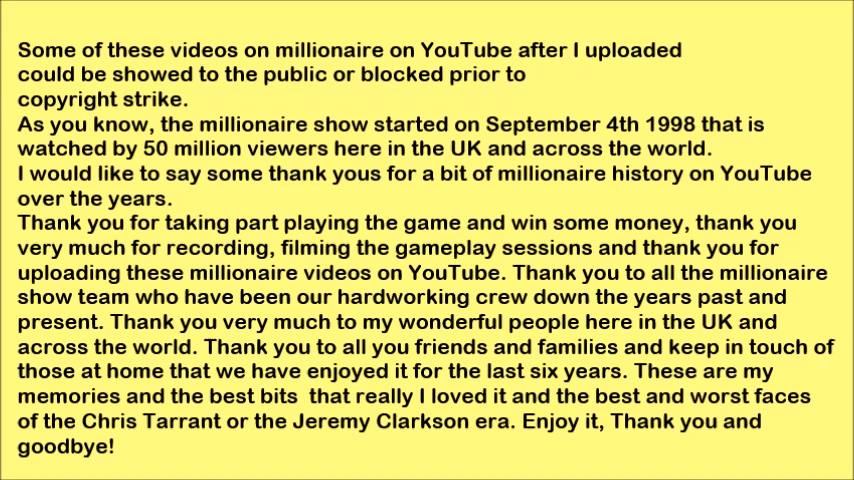 Some of these videos on millionaire on YouTube after I uploaded
could be showed to the public or blocked prior to
copyright strike.
As you know, the millionaire show started on September 4th 1998 that is
watched by 50 million viewers here in the UK and across the world.
I would like to say some thank yous for a bit of millionaire history on YouTube
over the years.
Thank you for taking part playing the game and win some money, thank you
very much for recording, filming the gameplay sessions and thank you for
uploading these millionaire videos on YouTube. Thank you to all the millionaire
show team who have been our hardworking crew down the years past and
present. Thank you very much to my wonderful people here in the UK and
across the world. Thank you to all you friends and families and keep in touch of
those at home that we have enjoyed it for the last six years. These are my
memories and the best bits  that really I loved it and the best and worst faces
of the Chris Tarrant or the Jeremy Clarkson era. Enjoy it, Thank you and
goodbye!